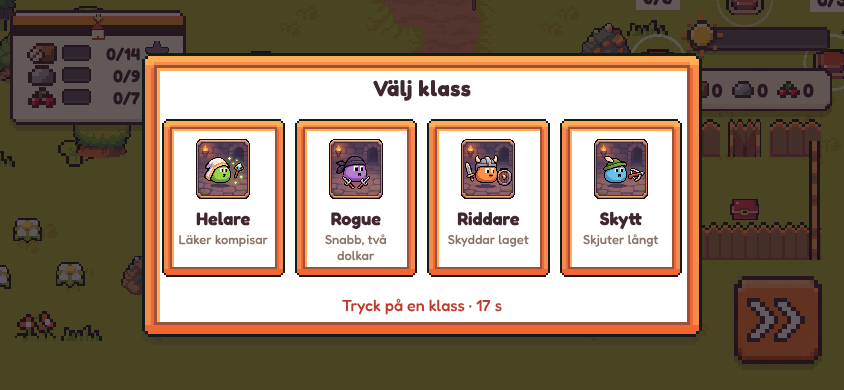 Välj klass
0/14
0/9
0/7
0
0
0
Helare
Läker kompisar
Rogue
Snabb, två
dolkar
Riddare
Skyddar laget
Skytt
Skjuter långt
Tryck på en klass · 17 s